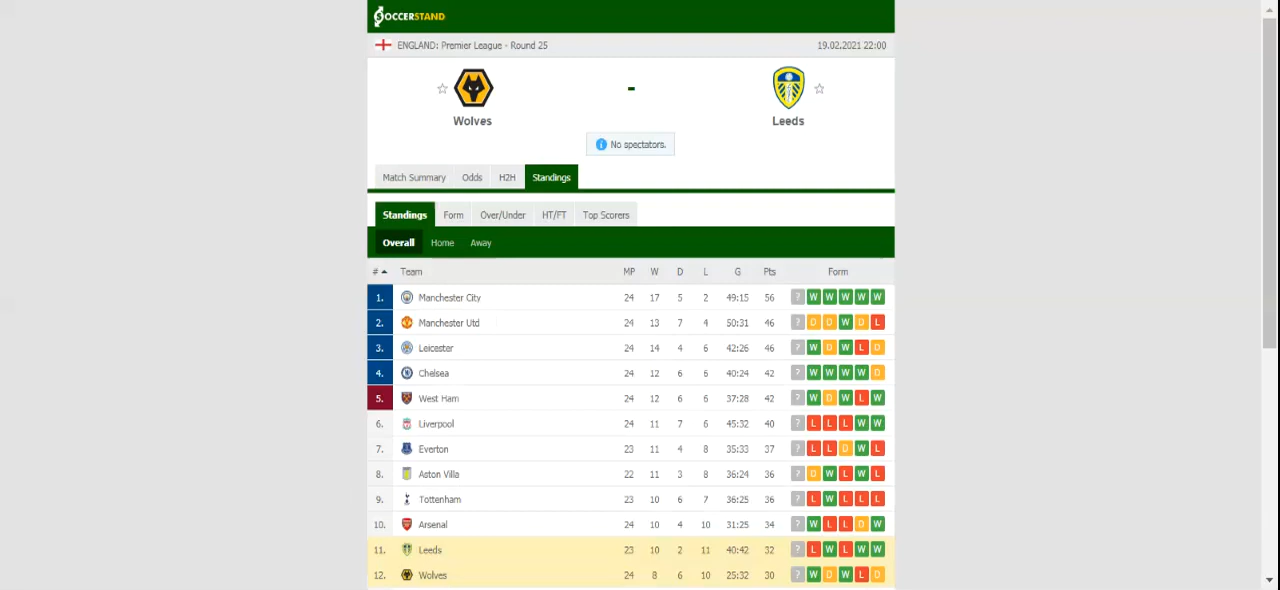 SOCCERSTAND
ENGLAND: Premier League - Round 25 19.02.2021 22:00
-
Wolves Leeds
No spectators.
Match Summary Odds H2H Standings
Standings Form Over/Under HT/FT Top Scorers
Overall Home Away
# Team MP W D L G Pts Form
1. Manchester City 24 17 5 2 49:15 56 ? W W W W W
2. Manchester Utd 24 13 7 4 50:31 46 ? D D W D L
3. Leicester 24 14 4 6 42:26 46 ? W D W L D
4. Chelsea 24 12 6 6 40:24 42 ? W W W W D
5. West Ham 24 12 6 6 37:28 42 ? W D W L W
6. Liverpool 24 11 7 6 45:32 40 ? L L L W W
7. Everton 23 11 4 8 35:33 37 ? L L D W L
8. Aston Villa 22 11 3 8 36:24 36 ? D W L W L
9. Tottenham 23 10 6 7 36:25 36 ? L W L L L
10. Arsenal 24 10 4 10 31:25 34 ? W L L D W
11. Leeds 23 10 2 11 40:42 32 ? L W L W W
12. Wolves 24 8 6 10 25:32 30 ? W D W L D